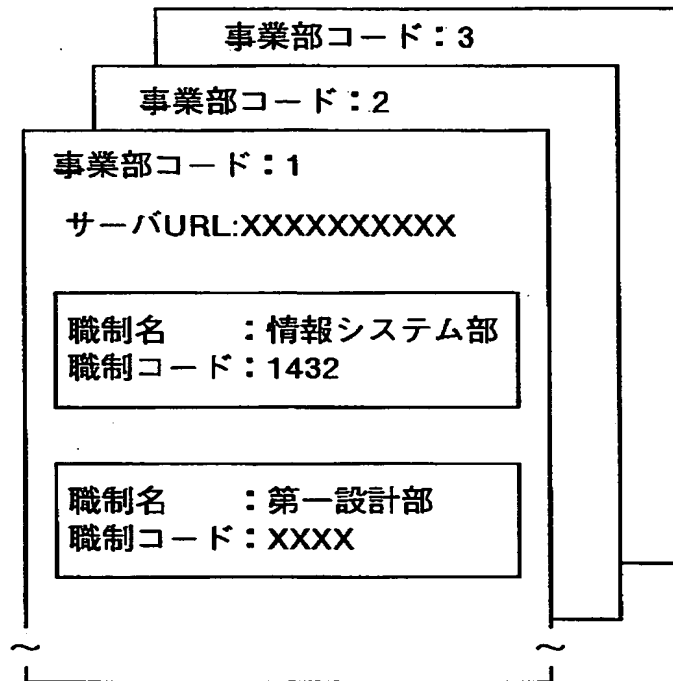 事業部コード：3
事業部コード：2
事業部コード：1
サーバURL:XXXXXXXXXX
職制名　　：情報システム部
職制コード：1432
職制名　　：第一設計部
職制コード：XXXX